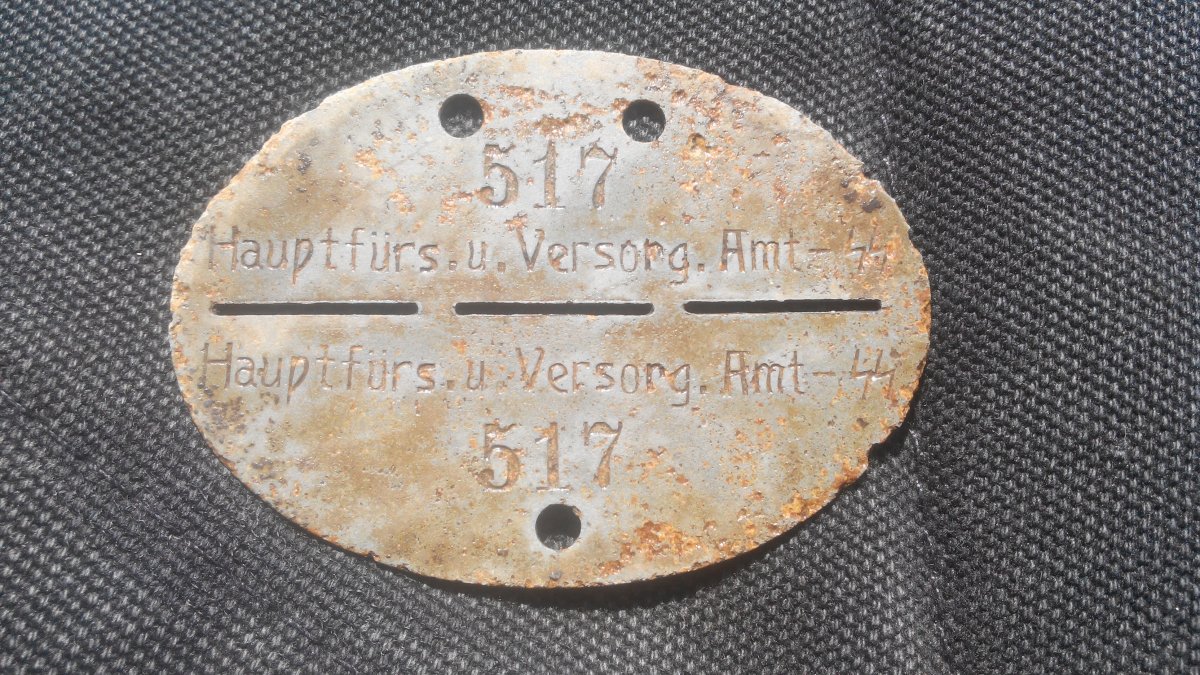 517
Hauptfürs. u. Versorg. Amt - ᛋᛋ
Hauptfürs. u. Versorg. Amt - ᛋᛋ
517